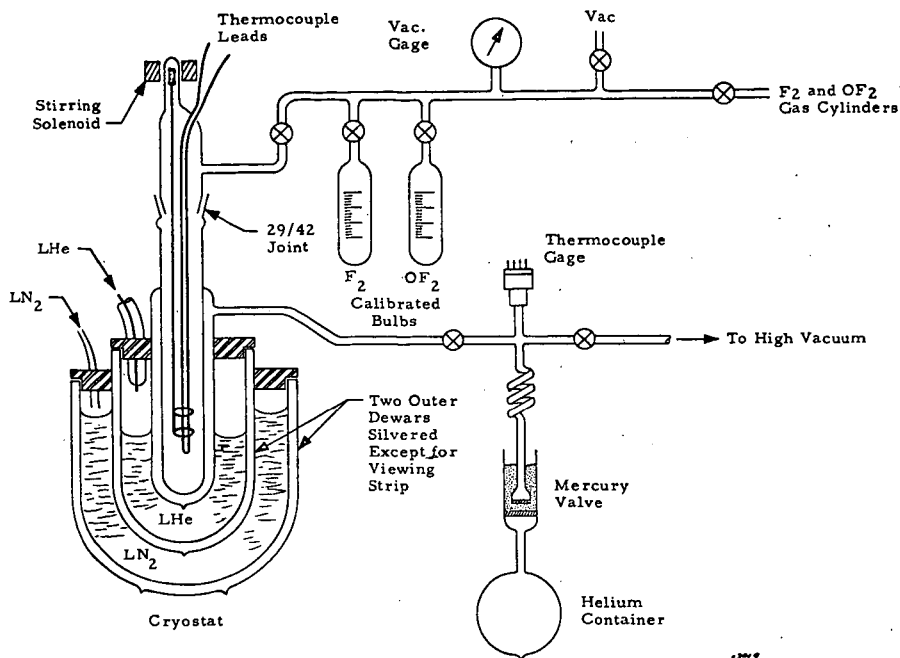 Thermocouple
Leads
Vac.
Gage
Vac
F2 and OF2
Gas Cylinders
Stirring
Solenoid
29/42
Joint
F2
OF2
Calibrated
Bulbs
Thermocouple
Gage
LHe
LN2
To High Vacuum
Two Outer
Dewars
Silvered
Except for
Viewing
Strip
Mercury
Valve
LHe
LN2
Cryostat
Helium
Container